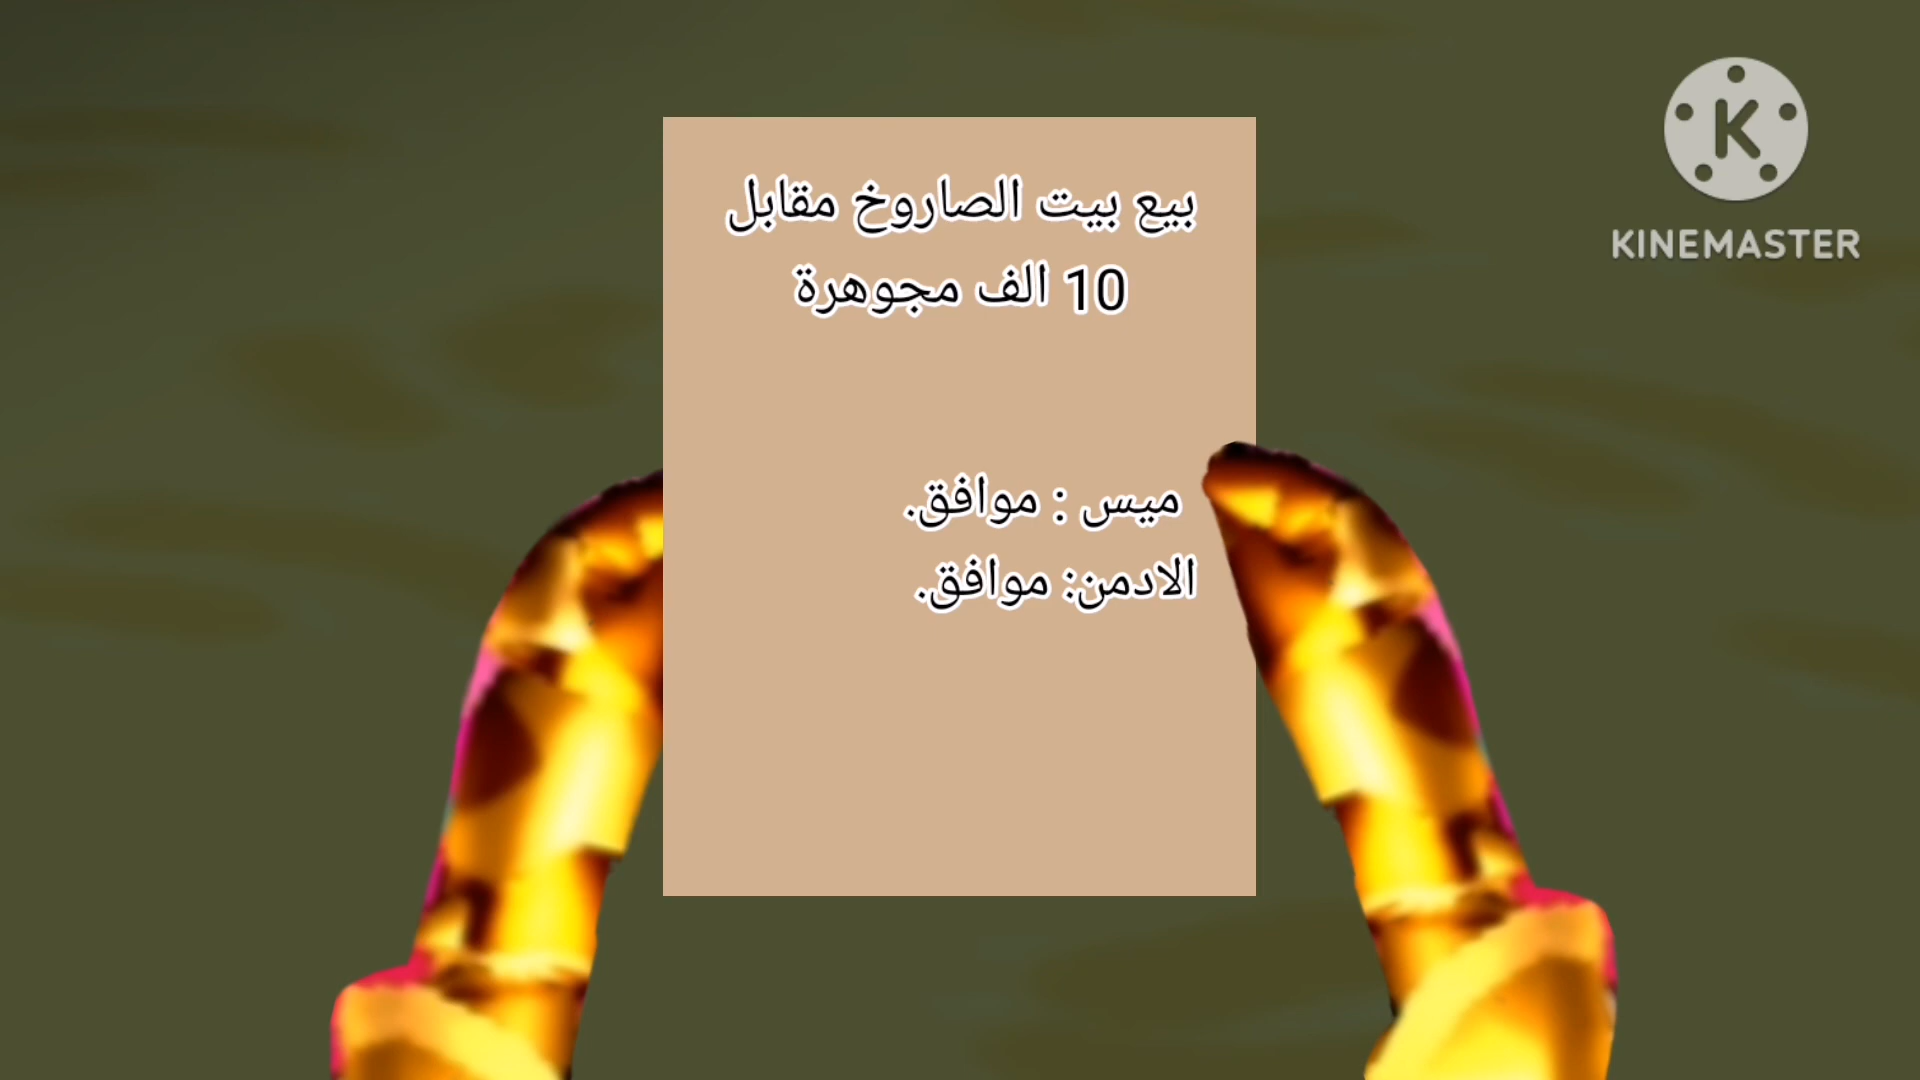 بيع بيت الصاروخ مقابل
10 الف مجوهرة
ميس : موافق.
الادمن: موافق.
KINEMASTER